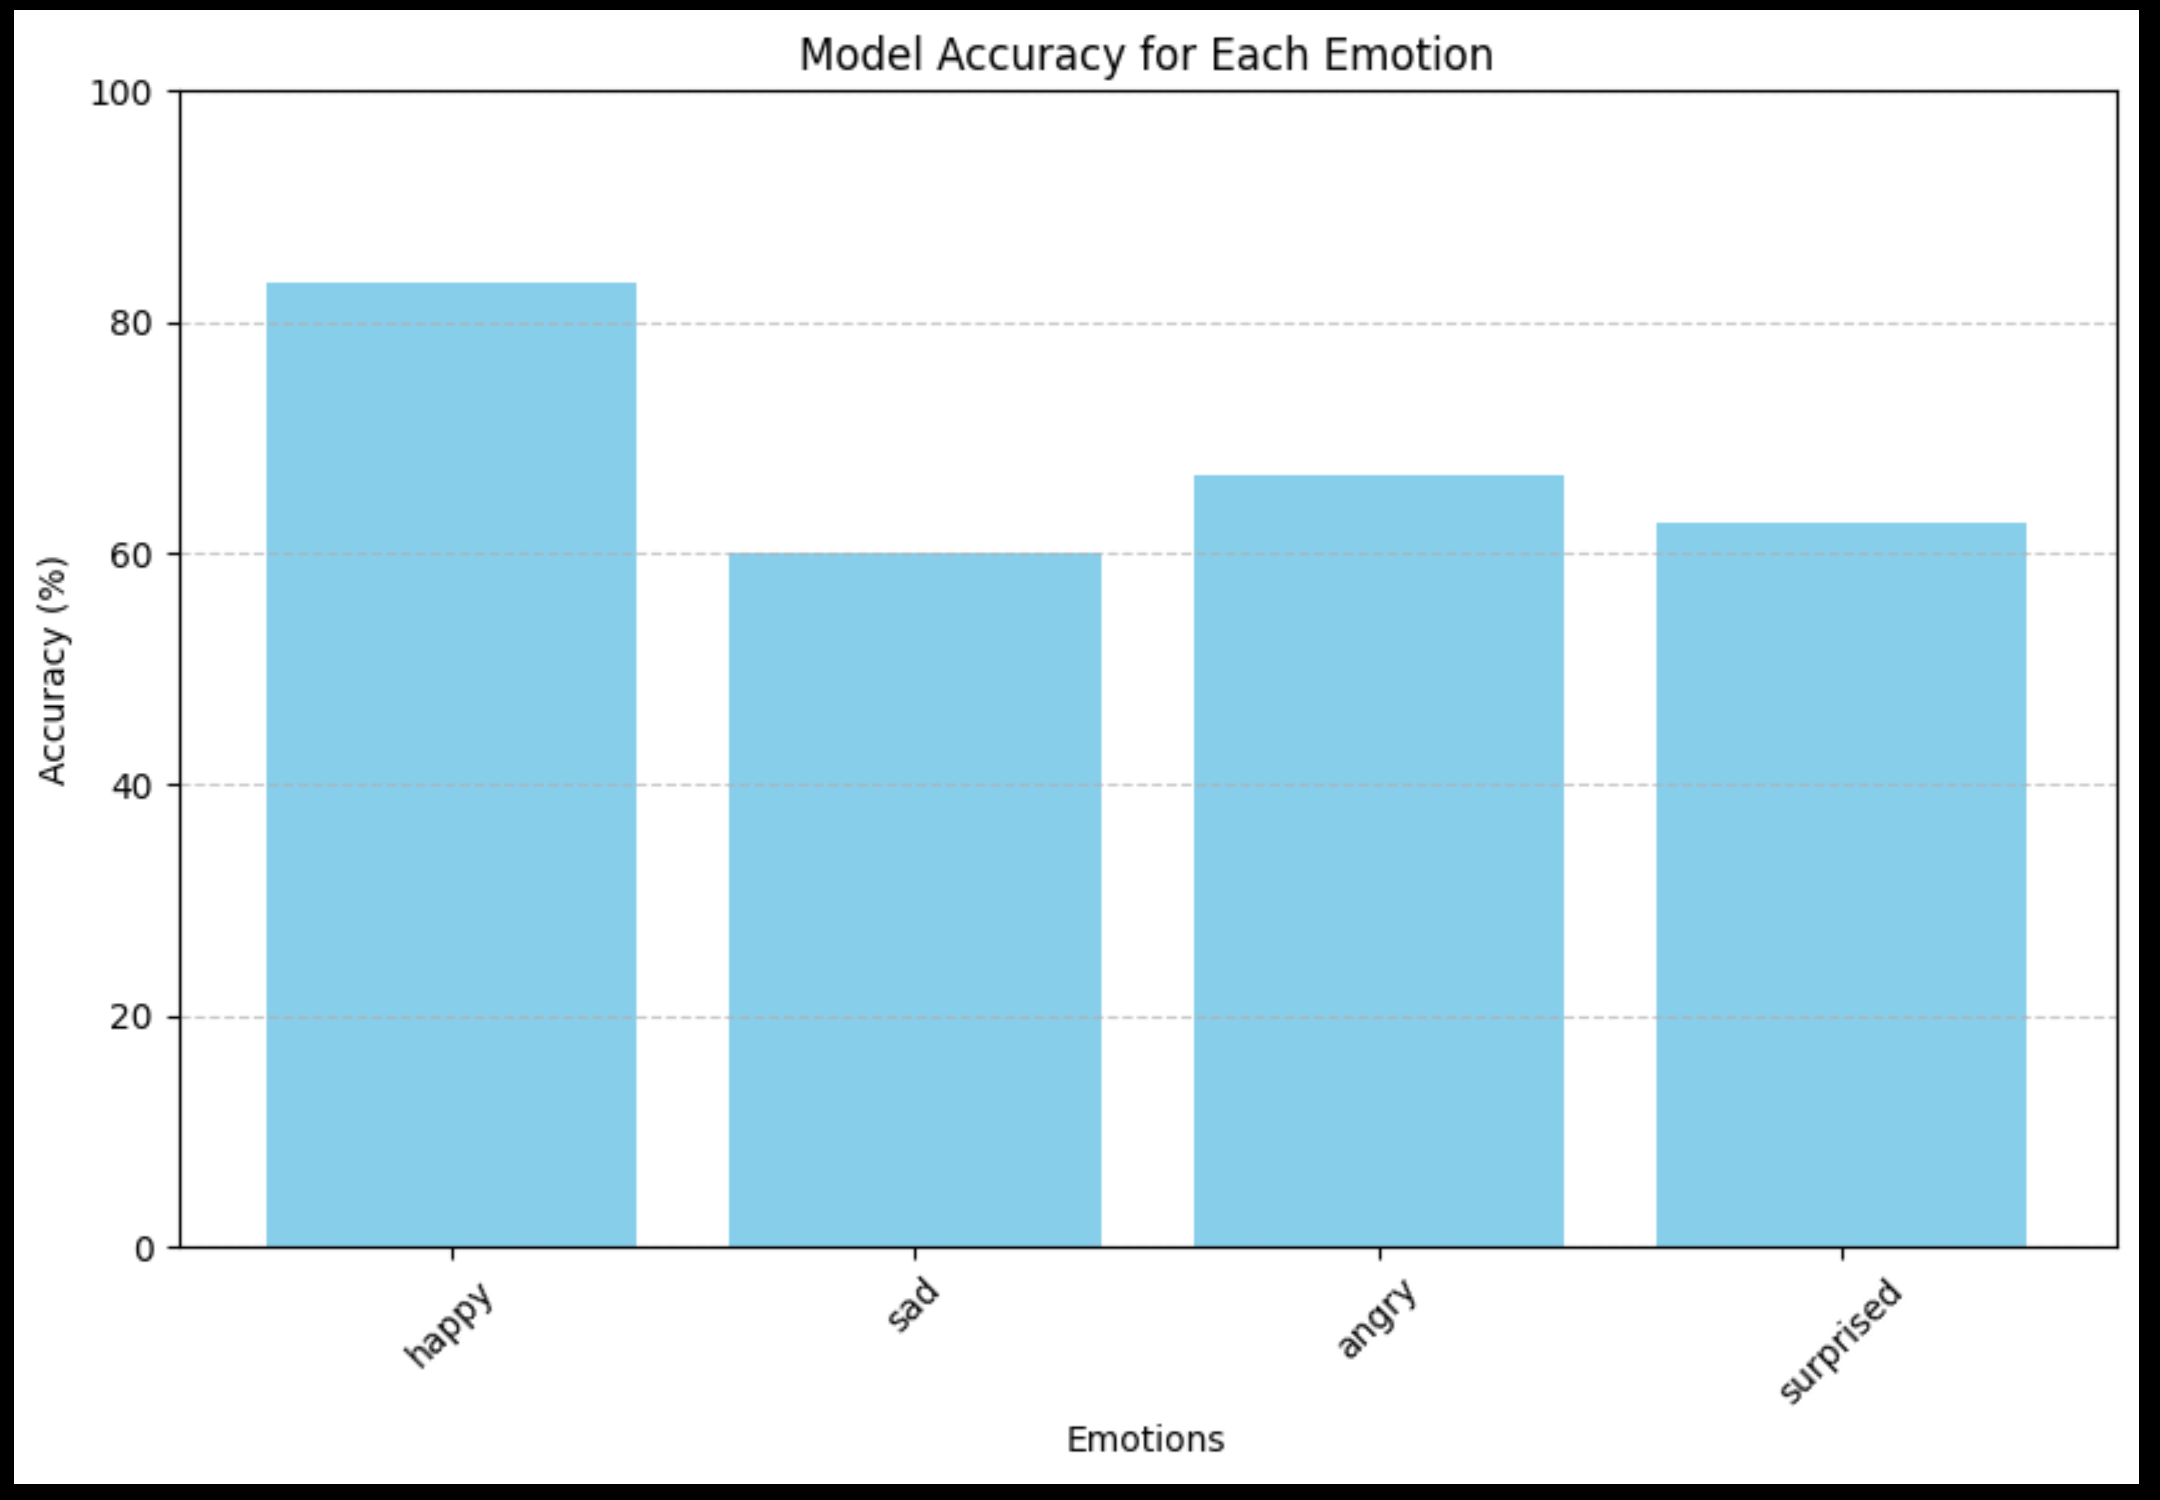 Model Accuracy for Each Emotion
100
80
60
40
20
0
Accuracy (%)
happy
sad
angry
surprised
Emotions